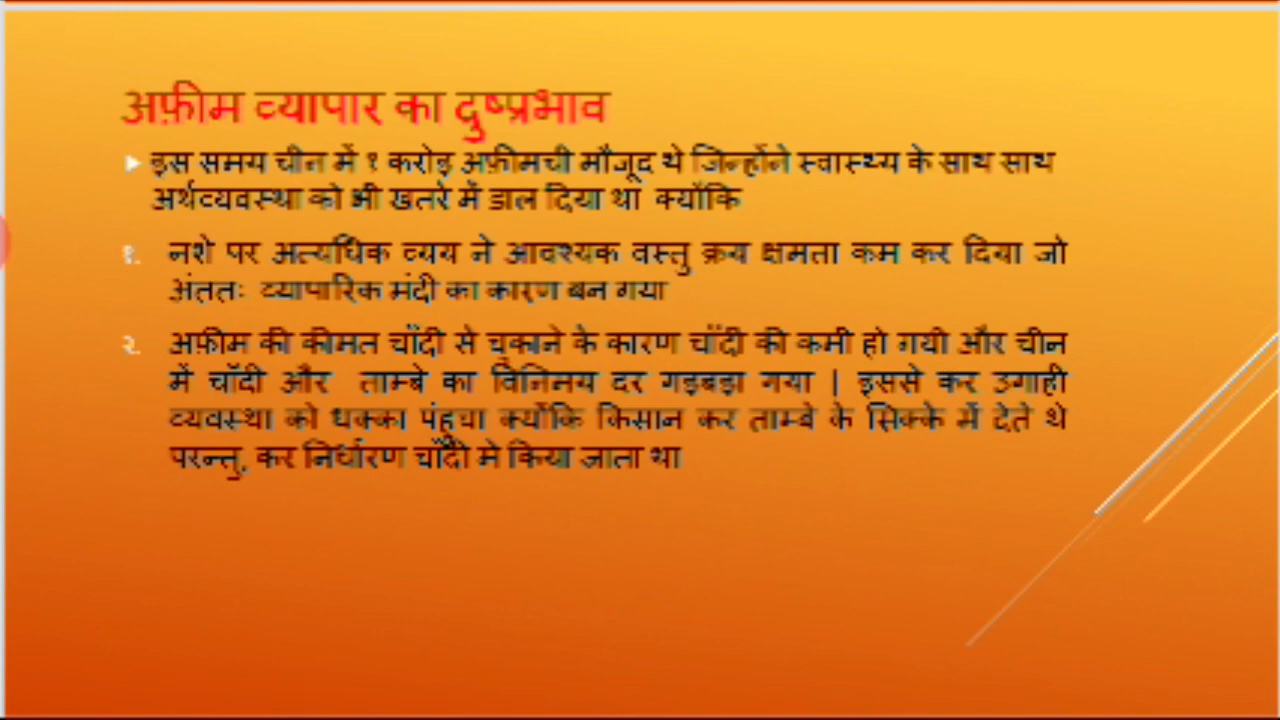 अफ़ीम व्यापार का दुष्प्रभाव
इस समय चीन में १ करोड़ अफ़ीमची मौजूद थे जिन्होंने स्वास्थ्य के साथ साथ
अर्थव्यवस्था को भी खतरे में डाल दिया था क्योंकि
१. नशे पर अत्यधिक व्यय ने आवश्यक वस्तु क्रय क्षमता कम कर दिया जो
अंततः व्यापारिक मंदी का कारण बन गया
२. अफ़ीम की कीमत चाँदी से चुकाने के कारण चाँदी की कमी हो गयी और चीन
में चाँदी और ताम्बे का विनिमय दर गड़बड़ा गया | इससे कर उगाही
व्यवस्था को धक्का पंहुचा क्योंकि किसान कर ताम्बे के सिक्के में देते थे
परन्तु, कर निर्धारण चाँदी में किया जाता था